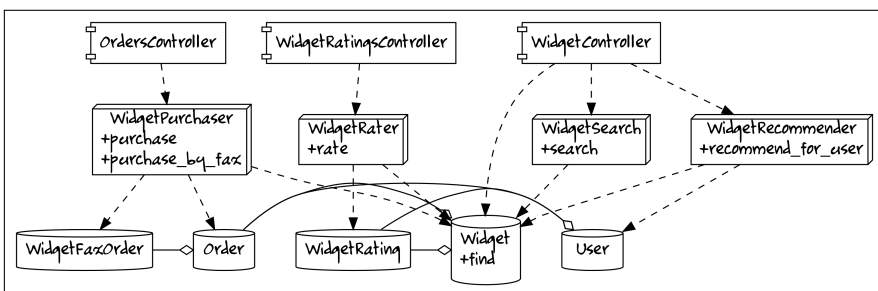 OrdersController
WidgetRatingsController
WidgetController
WidgetPurchaser
+purchase
+purchase_by_fax
WidgetRater
+rate
WidgetSearch
+search
WidgetRecommender
+recommend_for_user
WidgetFaxOrder
Order
WidgetRating
Widget
+find
User